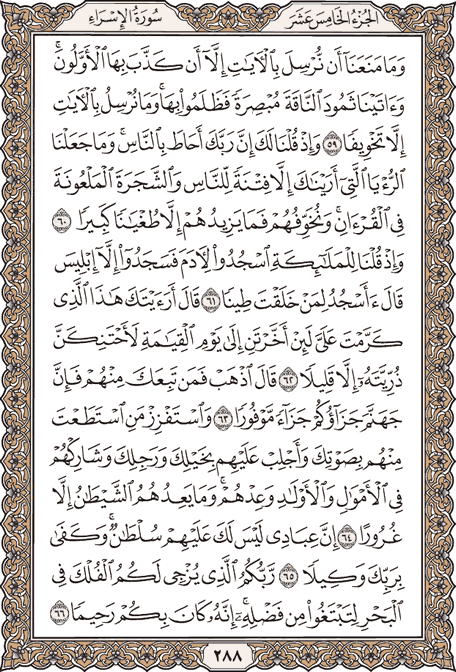 الجزء الخامس عشر
سورة الإسراء
وَمَا مَنَعَنَآ أَن نُّرْسِلَ بِٱلْءَايَٰتِ إِلَّآ أَن كَذَّبَ بِهَا ٱلْأَوَّلُونَ ۚ
وَءَاتَيْنَا ثَمُودَ ٱلنَّاقَةَ مُبْصِرَةً فَظَلَمُوا۟ بِهَا ۚ وَمَا نُرْسِلُ بِٱلْءَايَٰتِ
إِلَّا تَخْوِيفًا ٥٩ وَإِذْ قُلْنَا لَكَ إِنَّ رَبَّكَ أَحَاطَ بِٱلنَّاسِ ۚ وَمَا جَعَلْنَا
ٱلرُّءْيَا ٱلَّتِىٓ أَرَيْنَٰكَ إِلَّا فِتْنَةً لِّلنَّاسِ وَٱلشَّجَرَةَ ٱلْمَلْعُونَةَ
فِى ٱلْقُرْءَانِ ۚ وَنُخَوِّفُهُمْ فَمَا يَزِيدُهُمْ إِلَّا طُغْيَٰنًا كَبِيرًا ٦٠
وَإِذْ قُلْنَا لِلْمَلَٰٓئِكَةِ ٱسْجُدُوا۟ لِءَادَمَ فَسَجَدُوٓا۟ إِلَّآ إِبْلِيسَ
قَالَ ءَأَسْجُدُ لِمَنْ خَلَقْتَ طِينًا ٦١ قَالَ أَرَءَيْتَكَ هَٰذَا ٱلَّذِى
كَرَّمْتَ عَلَىَّ لَئِنْ أَخَّرْتَنِ إِلَىٰ يَوْمِ ٱلْقِيَٰمَةِ لَأَحْتَنِكَنَّ
ذُرِّيَّتَهُۥٓ إِلَّا قَلِيلًا ٦٢ قَالَ ٱذْهَبْ فَمَن تَبِعَكَ مِنْهُمْ فَإِنَّ
جَهَنَّمَ جَزَآؤُكُمْ جَزَآءً مَّوْفُورًا ٦٣ وَٱسْتَفْزِزْ مَنِ ٱسْتَطَعْتَ
مِنْهُم بِصَوْتِكَ وَأَجْلِبْ عَلَيْهِم بِخَيْلِكَ وَرَجِلِكَ وَشَارِكْهُمْ
فِى ٱلْأَمْوَٰلِ وَٱلْأَوْلَٰدِ وَعِدْهُمْ ۚ وَمَا يَعِدُهُمُ ٱلشَّيْطَٰنُ إِلَّا
غُرُورًا ٦٤ إِنَّ عِبَادِى لَيْسَ لَكَ عَلَيْهِمْ سُلْطَٰنٌ ۚ وَكَفَىٰ
بِرَبِّكَ وَكِيلًا ٦٥ رَّبُّكُمُ ٱلَّذِى يُزْجِى لَكُمُ ٱلْفُلْكَ فِى
ٱلْبَحْرِ لِتَبْتَغُوا۟ مِن فَضْلِهِۦٓ ۚ إِنَّهُۥ كَانَ بِكُمْ رَحِيمًا ٦٦
٢٨٨